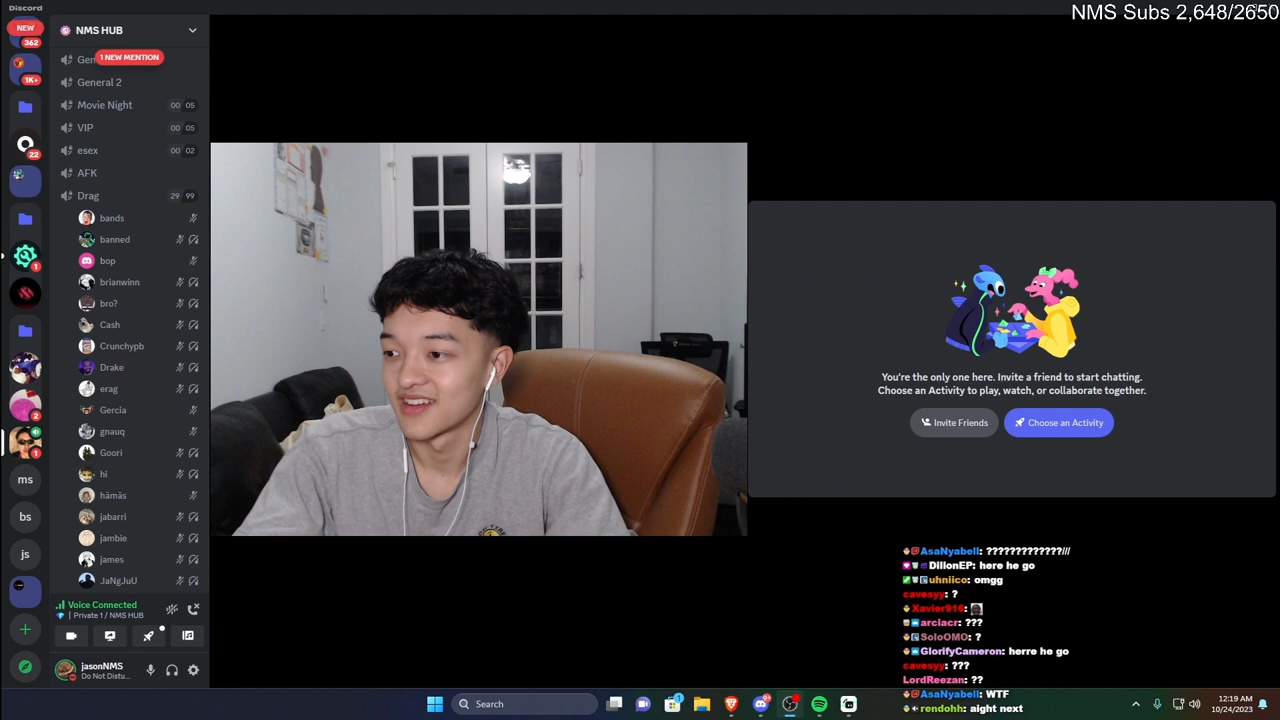 Discord
NMS Subs 2,648/2650
NEW
362
1K+
22
1
2
1
ms
bs
js
NMS HUB
Gen
1 NEW MENTION
General 2
Movie Night 00 05
VIP 00 05
esex 00 02
AFK
Drag 29 99
bands
banned
bop
brianwinn
bro?
Cash
Crunchypb
Drake
erag
Gercia
gnauq
Goori
hi
hämäs
jabarri
jambie
james
JaNgJuU
Voice Connected
Private 1 / NMS HUB
jasonNMS
Do Not Distu...
You're the only one here. Invite a friend to start chatting.
Choose an Activity to play, watch, or collaborate together.
Invite Friends Choose an Activity
AsaNyabell: ?????????????///
DillonEP: here he go
uhniico: omgg
cavesyy: ?
Xavier916:
arciacr: ???
SoloOMO: ?
GlorifyCameron: herre he go
cavesyy: ???
LordReezan: ??
AsaNyabell: WTF
rendohh: aight next
Search
12:19 AM
10/24/2023